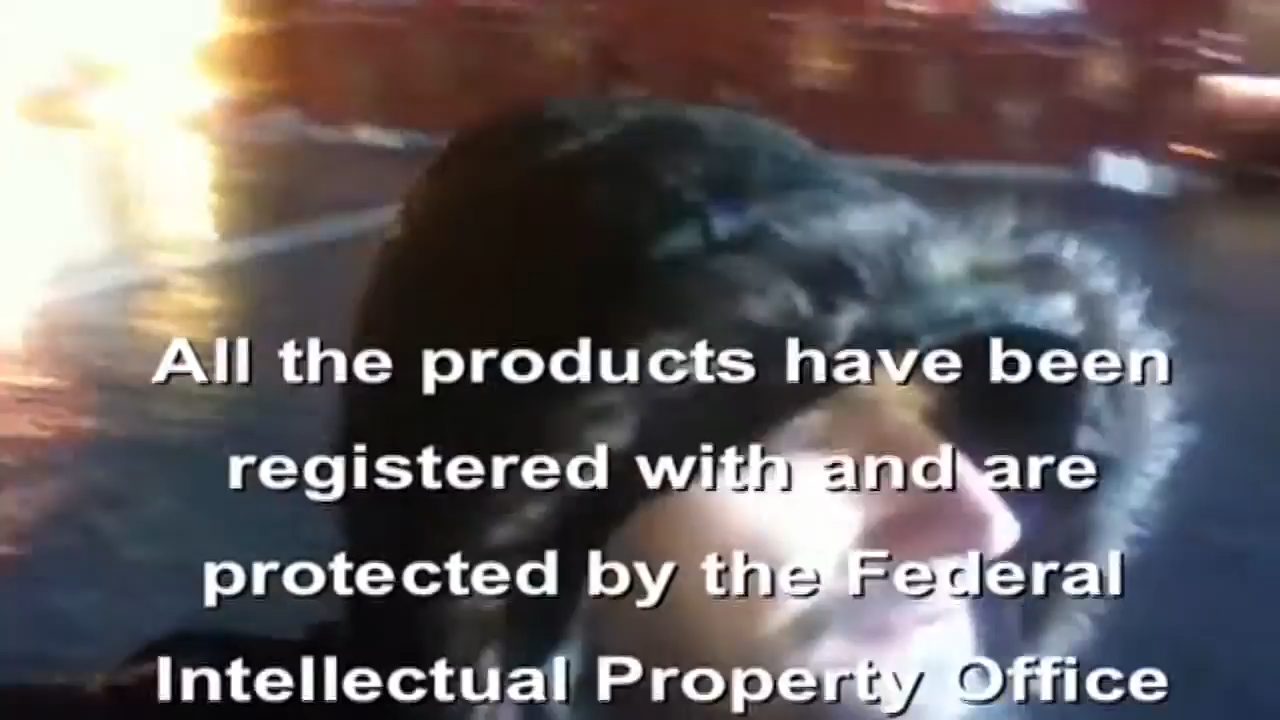 All the products have been
registered with and are
protected by the Federal
Intellectual Property Office